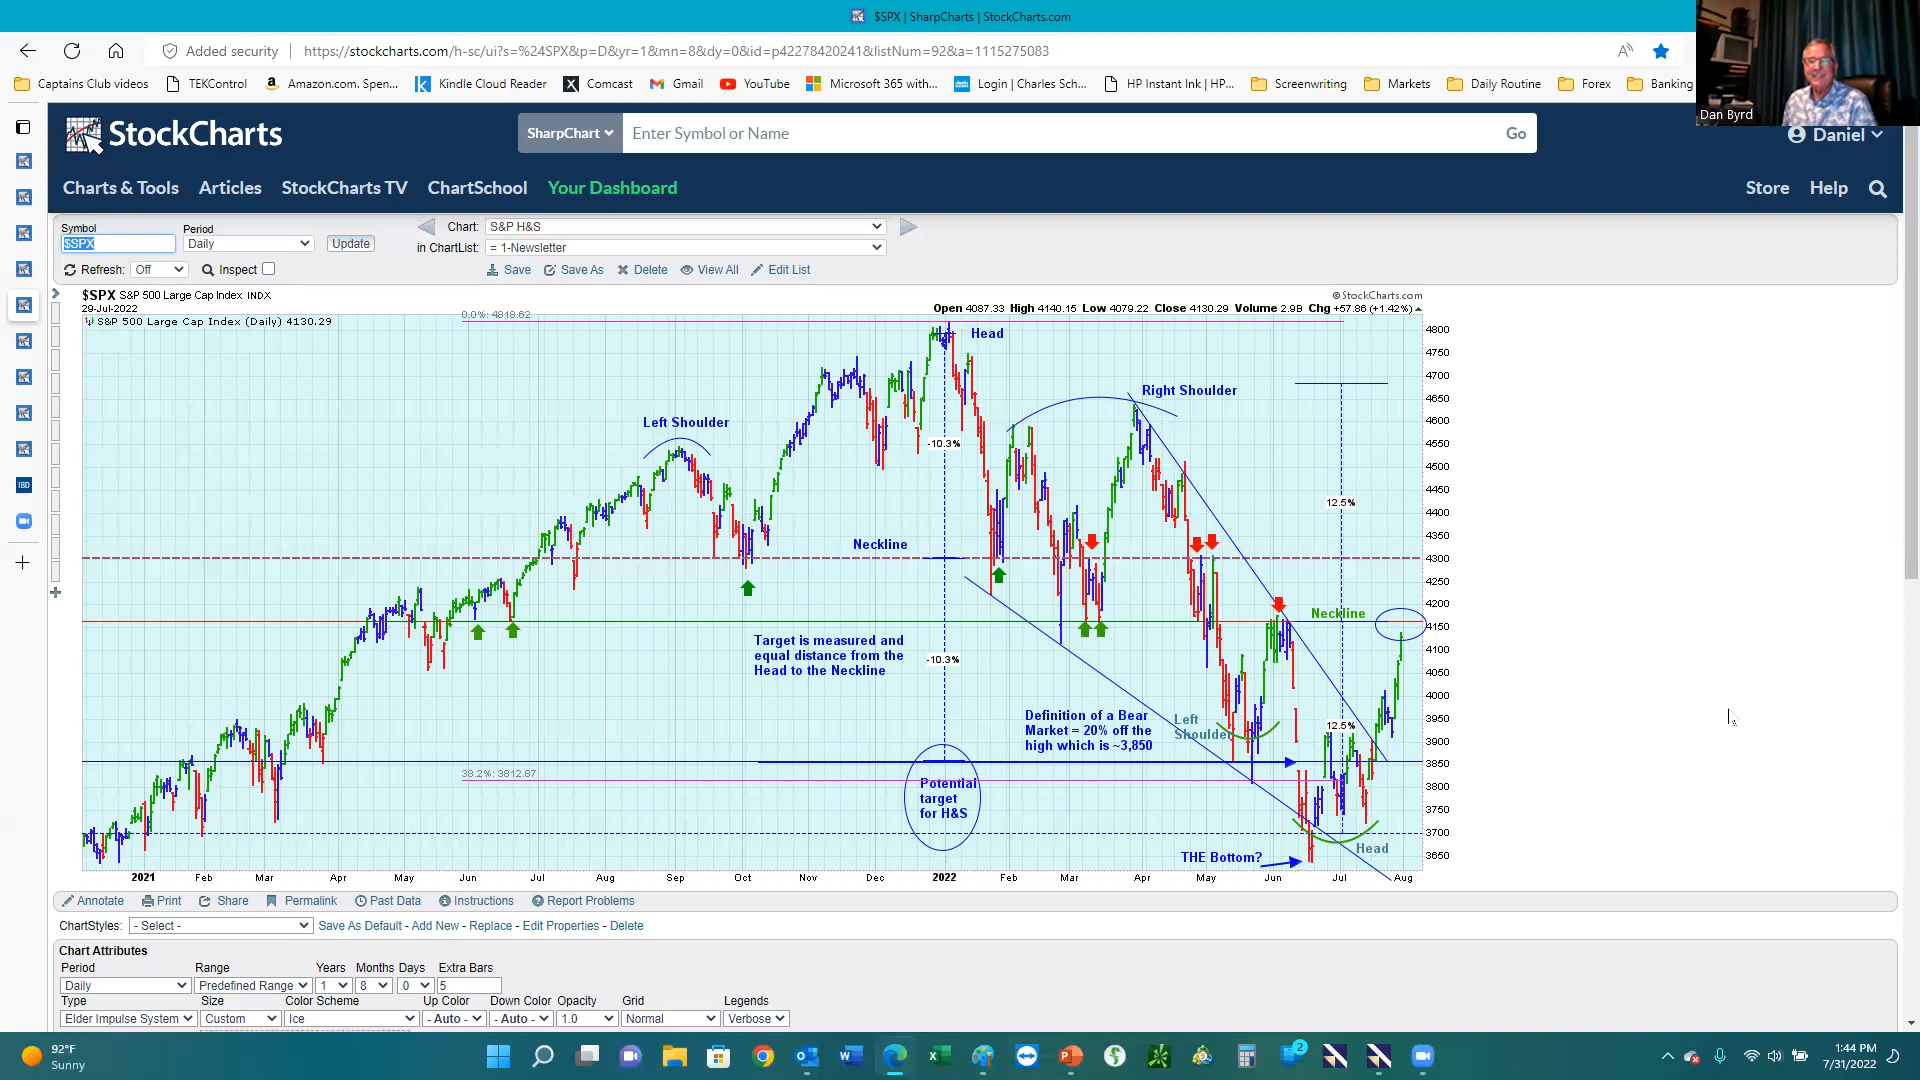 $SPX | SharpCharts | StockCharts.com
Added security
https://stockcharts.com/h-sc/ui?s=%24SPX&p=D&yr=1&mn=8&dy=0&id=p42278420241&listNum=92&a=1115275083
Captains Club videos
TEKControl
Amazon.com. Spen...
Kindle Cloud Reader
Comcast
Gmail
YouTube
Microsoft 365 with...
Login | Charles Sch...
HP Instant Ink | HP...
Screenwriting
Markets
Daily Routine
Forex
Banking
Dan Byrd
StockCharts
SharpChart
Enter Symbol or Name
Go
Daniel
Charts & Tools
Articles
StockCharts TV
ChartSchool
Your Dashboard
Store
Help
Symbol
Period
$SPX
Daily
Update
Chart:
S&P H&S
in ChartList:
= 1-Newsletter
Refresh:
Off
Inspect
Save
Save As
Delete
View All
Edit List
$SPX S&P 500 Large Cap Index INDX
© StockCharts.com
29-Jul-2022
Open 4087.33 High 4140.15 Low 4079.22 Close 4130.29 Volume 2.9B Chg +57.86 (+1.42%)
S&P 500 Large Cap Index (Daily) 4130.29
0.0%: 4818.62
Head
Right Shoulder
Left Shoulder
-10.3%
12.5%
Neckline
Neckline
Target is measured and
equal distance from the
Head to the Neckline
-10.3%
Definition of a Bear
Market = 20% off the
high which is ~3,850
Left
Shoulder
12.5%
38.2%: 3812.87
Potential
target
for H&S
Head
THE Bottom?
4800
4750
4700
4650
4600
4550
4500
4450
4400
4350
4300
4250
4200
4150
4100
4050
4000
3950
3900
3850
3800
3750
3700
3650
2021 Feb Mar Apr May Jun Jul Aug Sep Oct Nov Dec 2022 Feb Mar Apr May Jun Jul Aug
Annotate
Print
Share
Permalink
Past Data
Instructions
Report Problems
ChartStyles:
- Select -
Save As Default - Add New - Replace - Edit Properties - Delete
Chart Attributes
Period
Range
Years
Months
Days
Extra Bars
Daily
Predefined Range
1
8
0
5
Type
Size
Color Scheme
Up Color
Down Color
Opacity
Grid
Legends
Elder Impulse System
Custom
Ice
- Auto -
- Auto -
1.0
Normal
Verbose
IBD
92°F
Sunny
2
1:44 PM
7/31/2022